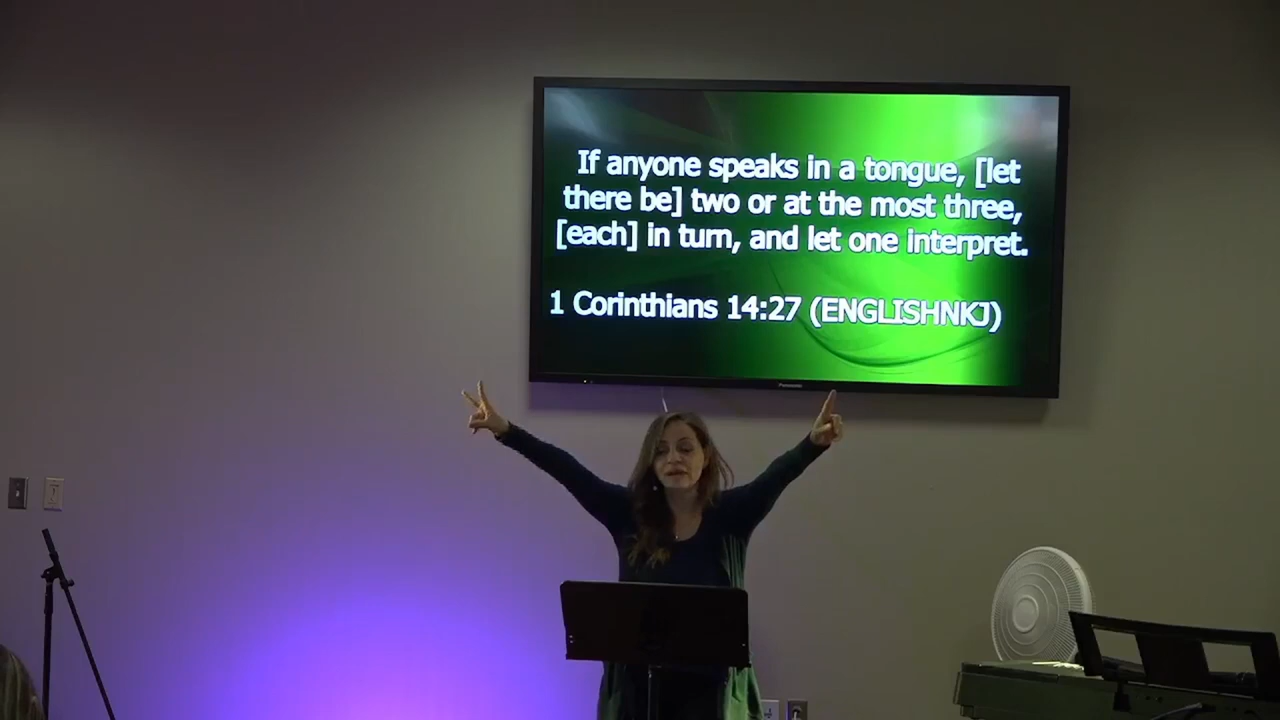 If anyone speaks in a tongue, [let
there be] two or at the most three,
[each] in turn, and let one interpret.
1 Corinthians 14:27 (ENGLISHNKJ)
Panasonic